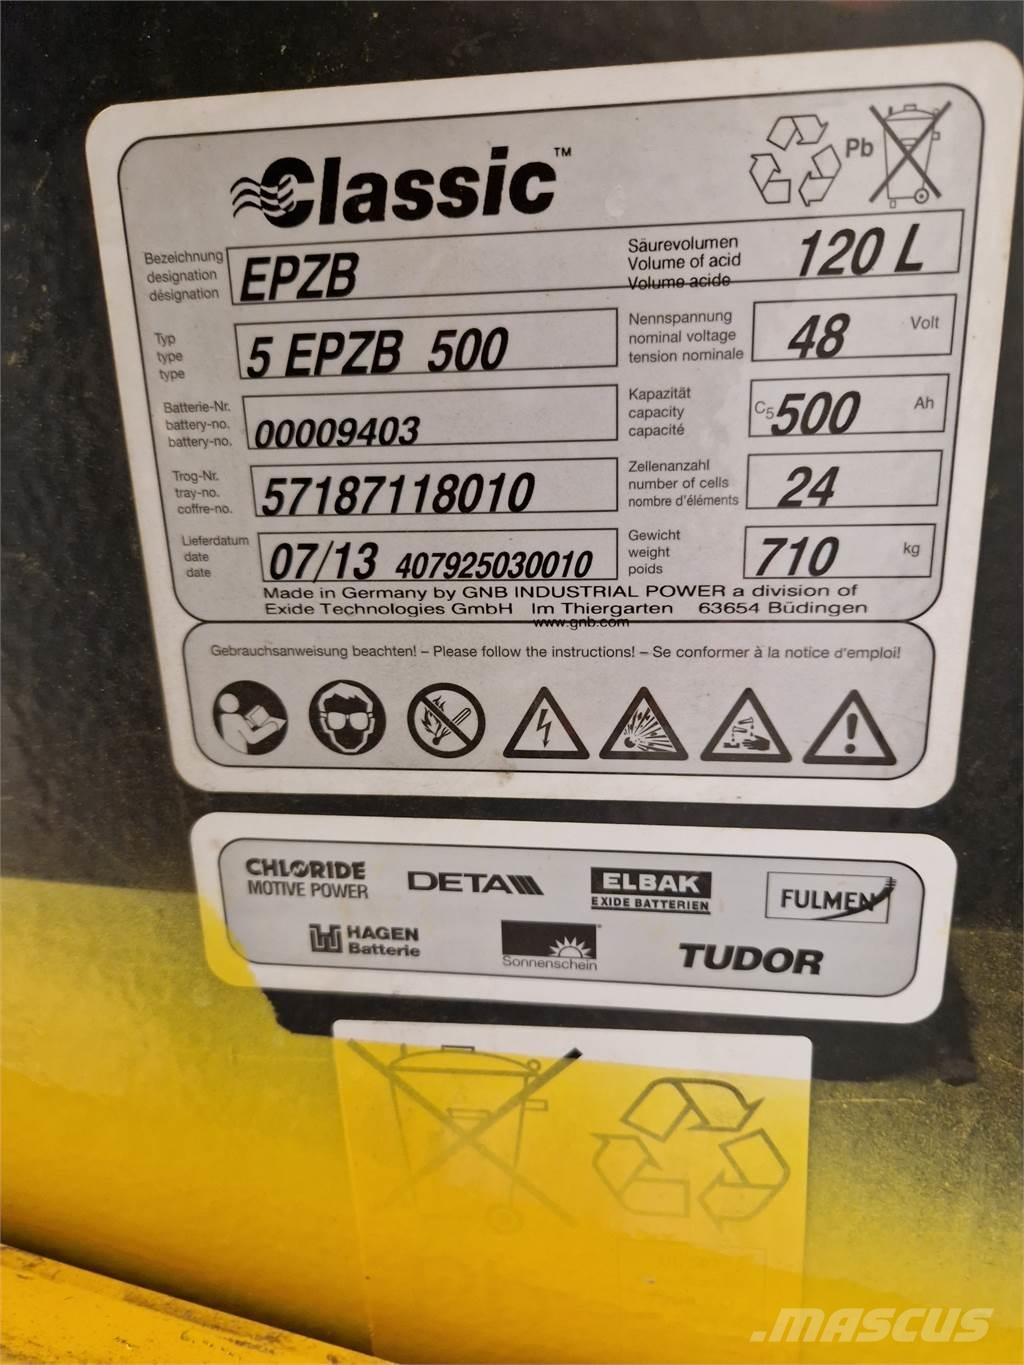 Classic™
Pb
Bezeichnung
designation
désignation
EPZB
Säurevolumen
Volume of acid
Volume acide
120 L
Typ
type
type
5 EPZB 500
Nennspannung
nominal voltage
tension nominale
48 Volt
Batterie-Nr.
battery-no.
battery-no.
00009403
Kapazität
capacity
capacité
C5 500 Ah
Trog-Nr.
tray-no.
coffre-no.
57187118010
Zellenanzahl
number of cells
nombre d'éléments
24
Lieferdatum
date
date
07/13 407925030010
Gewicht
weight
poids
710 kg
Made in Germany by GNB INDUSTRIAL POWER a division of
Exide Technologies GmbH Im Thiergarten 63654 Büdingen
www.gnb.com
Gebrauchsanweisung beachten! – Please follow the instructions! – Se conformer à la notice d'emploi!
CHLORIDE
MOTIVE POWER
DETA
ELBAK
EXIDE BATTERIEN
FULMEN
HAGEN
Batterie
Sonnenschein
TUDOR
.MASCUS